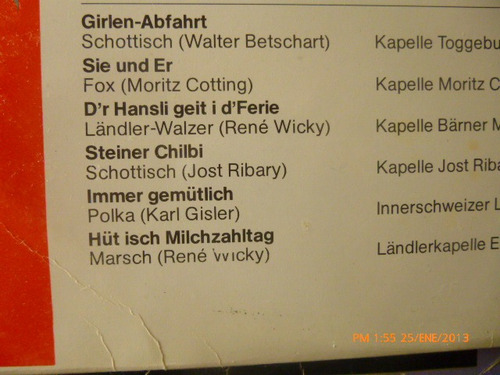 Girlen-Abfahrt
Schottisch (Walter Betschart) Kapelle
Sie und Er
Fox (Moritz Cotting) Kapelle Moritz
D'r Hansli geit i d'Ferie
Ländler-Walzer (René Wicky) Kapelle Bärner
Steiner Chilbi
Schottisch (Jost Ribary) Kapelle Jost
Immer gemütlich
Polka (Karl Gisler) Innerschweizer
Hüt isch Milchzahltag
Marsch (René Wicky) Ländlerkapelle
PM 1:55 25/ENE/2013